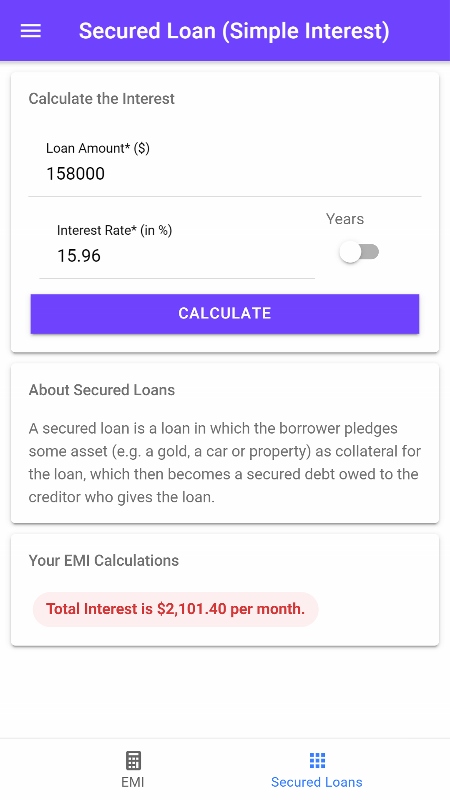 Secured Loan (Simple Interest)
Calculate the Interest
Loan Amount* ($)
158000
Years
Interest Rate* (in %)
15.96
CALCULATE
About Secured Loans
A secured loan is a loan in which the borrower pledges
some asset (e.g. a gold, a car or property) as collateral for
the loan, which then becomes a secured debt owed to the
creditor who gives the loan.
Your EMI Calculations
Total Interest is $2,101.40 per month.
EMI
Secured Loans